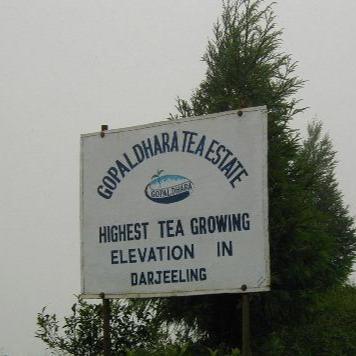 GOPALDHARA TEA ESTATE
GOPALDHARA
HIGHEST TEA GROWING
ELEVATION IN
DARJEELING